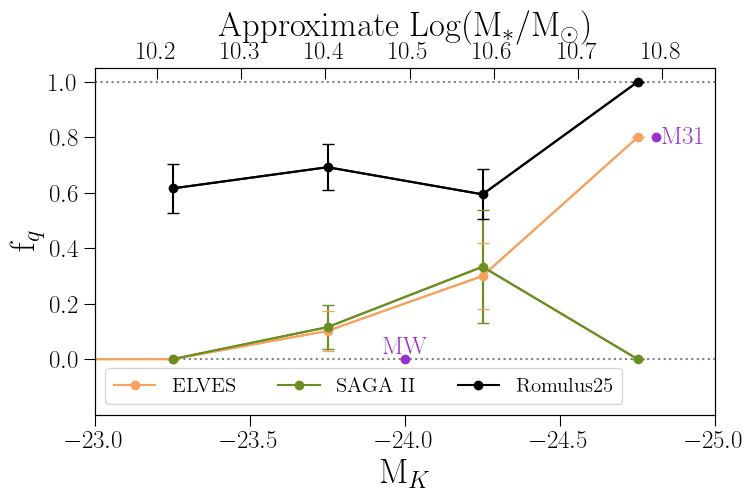 Approximate Log(M*/M☉)
10.2 10.3 10.4 10.5 10.6 10.7 10.8
1.0
M31
0.8
0.6
f_q
0.4
0.2
MW
0.0
ELVES SAGA II Romulus25
−23.0 −23.5 −24.0 −24.5 −25.0
M_K